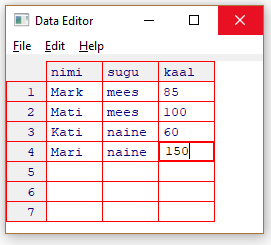 Data Editor
File Edit Help
nimi sugu kaal
1 Mark mees 85
2 Mati mees 100
3 Kati naine 60
4 Mari naine 150
5
6
7